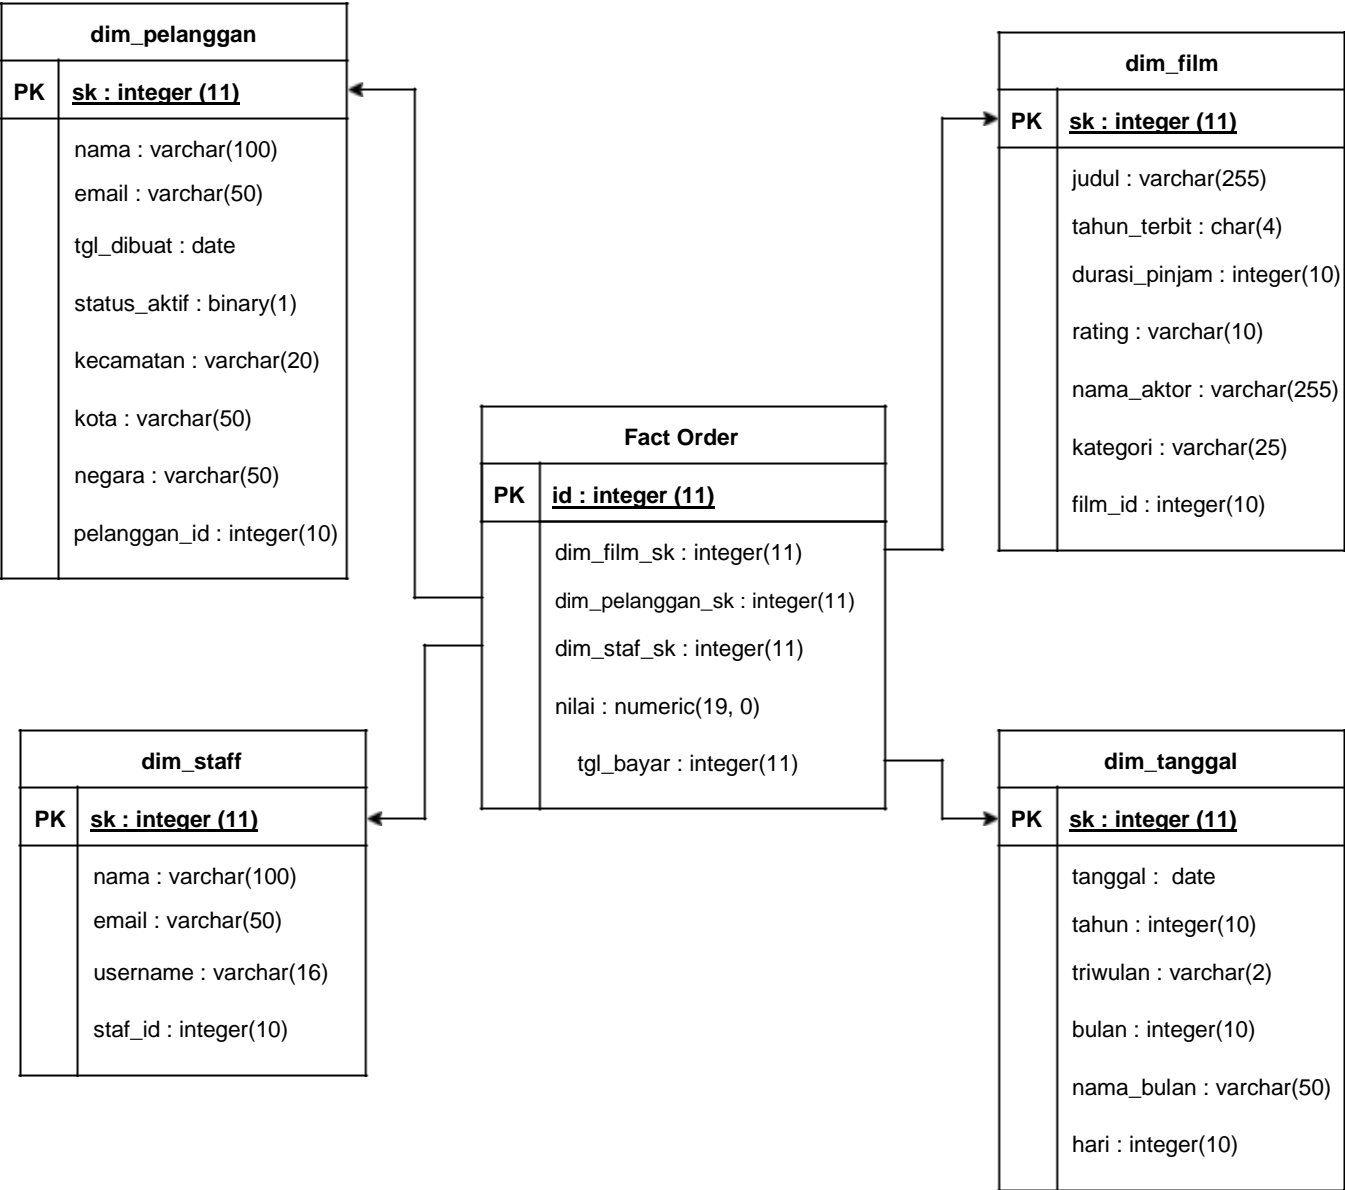 dim_pelanggan
PK sk : integer (11)
nama : varchar(100)
email : varchar(50)
tgl_dibuat : date
status_aktif : binary(1)
kecamatan : varchar(20)
kota : varchar(50)
negara : varchar(50)
pelanggan_id : integer(10)
dim_film
PK sk : integer (11)
judul : varchar(255)
tahun_terbit : char(4)
durasi_pinjam : integer(10)
rating : varchar(10)
nama_aktor : varchar(255)
kategori : varchar(25)
film_id : integer(10)
Fact Order
PK id : integer (11)
dim_film_sk : integer(11)
dim_pelanggan_sk : integer(11)
dim_staf_sk : integer(11)
nilai : numeric(19, 0)
tgl_bayar : integer(11)
dim_staff
PK sk : integer (11)
nama : varchar(100)
email : varchar(50)
username : varchar(16)
staf_id : integer(10)
dim_tanggal
PK sk : integer (11)
tanggal : date
tahun : integer(10)
triwulan : varchar(2)
bulan : integer(10)
nama_bulan : varchar(50)
hari : integer(10)